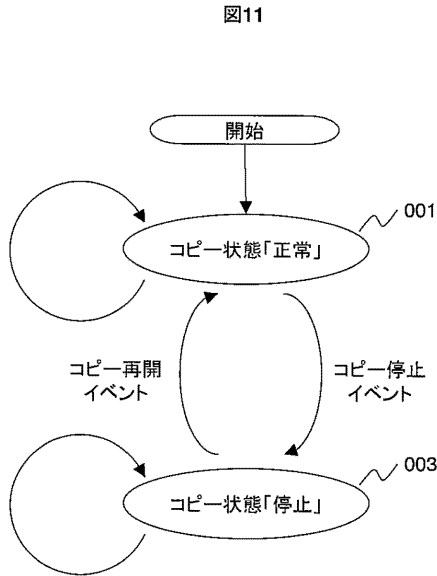 図11
開始
001
コピー状態「正常」
コピー再開
イベント
コピー停止
イベント
003
コピー状態「停止」